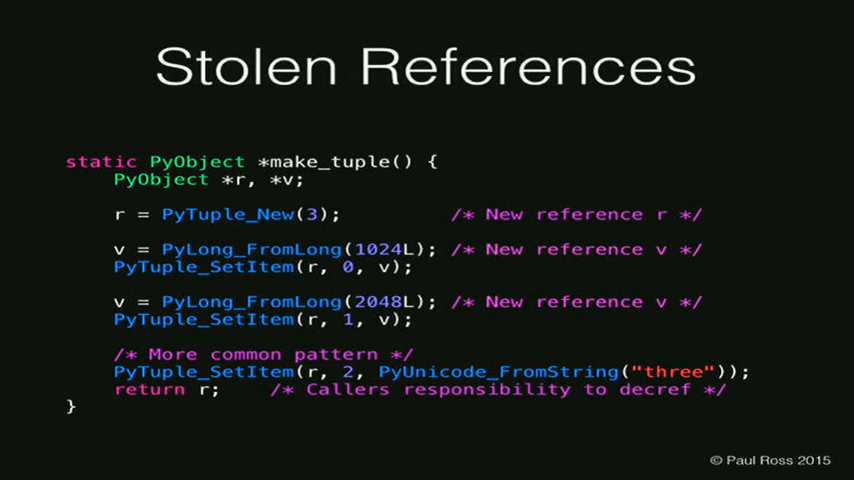 Stolen References
static PyObject *make_tuple() {
PyObject *r, *v;
r = PyTuple_New(3); /* New reference r */
v = PyLong_FromLong(1024L); /* New reference v */
PyTuple_SetItem(r, 0, v);
v = PyLong_FromLong(2048L); /* New reference v */
PyTuple_SetItem(r, 1, v);
/* More common pattern */
PyTuple_SetItem(r, 2, PyUnicode_FromString("three"));
return r; /* Callers responsibility to decref */
}
© Paul Ross 2015